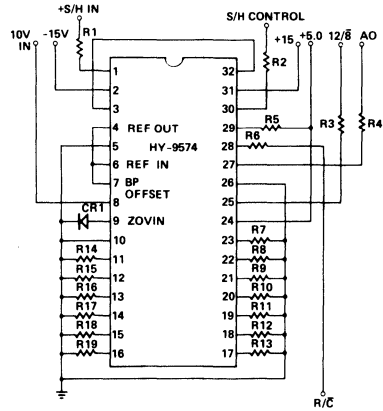 +S/H IN
S/H CONTROL
10V IN
-15V
R1
+15
+5.0
12/8̅
AO
R2
R3
R4
1
32
2
31
3
30
4 REF OUT
29
R5
5
HY-9574
28
R6
6 REF IN
27
7 BP OFFSET
26
8
25
CR1
9 ZOVIN
24
10
23
R7
R14
11
22
R8
R15
12
21
R9
R16
13
20
R10
R17
14
19
R11
R18
15
18
R12
R19
16
17
R13
R/C̅